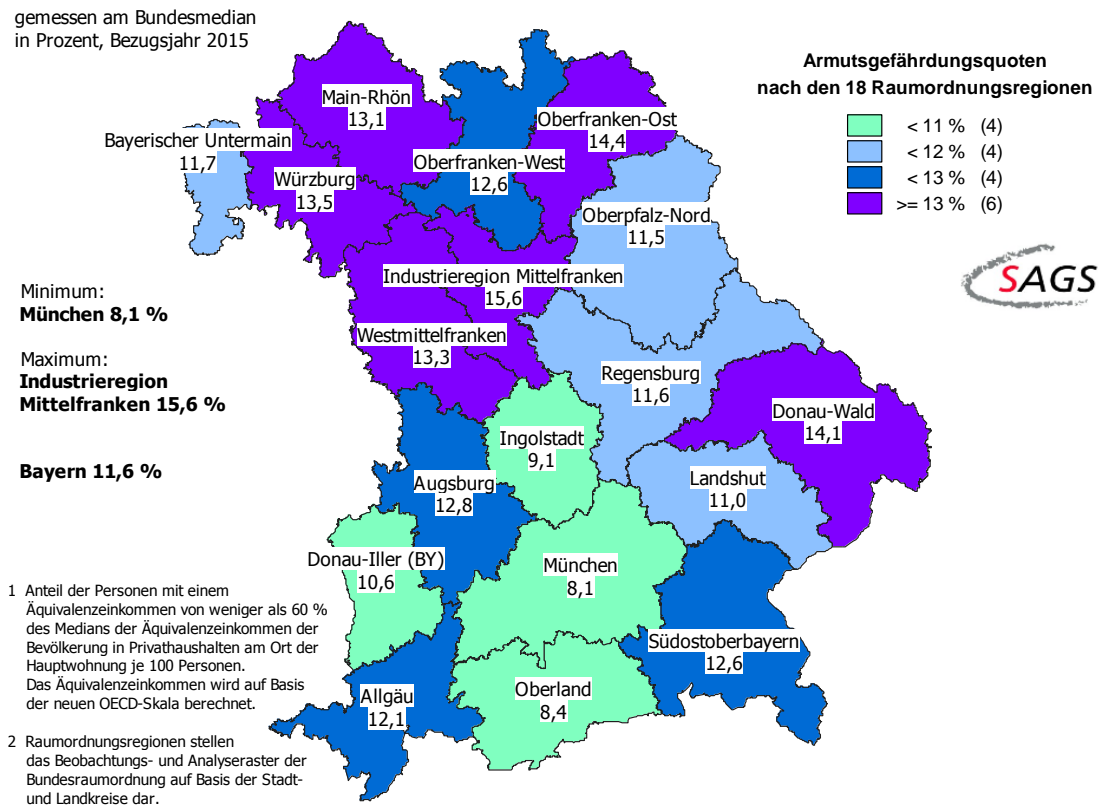 gemessen am Bundesmedian
in Prozent, Bezugsjahr 2015
Armutsgefährdungsquoten
nach den 18 Raumordnungsregionen
< 11 % (4)
< 12 % (4)
< 13 % (4)
>= 13 % (6)
SAGS
Main-Rhön
13,1
Oberfranken-Ost
14,4
Bayerischer Untermain
11,7
Oberfranken-West
12,6
Würzburg
13,5
Oberpfalz-Nord
11,5
Industrieregion Mittelfranken
15,6
Westmittelfranken
13,3
Regensburg
11,6
Donau-Wald
14,1
Ingolstadt
9,1
Landshut
11,0
Augsburg
12,8
Donau-Iller (BY)
10,6
München
8,1
Südostoberbayern
12,6
Oberland
8,4
Allgäu
12,1
Minimum:
München 8,1 %
Maximum:
Industrieregion
Mittelfranken 15,6 %
Bayern 11,6 %
1 Anteil der Personen mit einem
Äquivalenzeinkommen von weniger als 60 %
des Medians der Äquivalenzeinkommen der
Bevölkerung in Privathaushalten am Ort der
Hauptwohnung je 100 Personen.
Das Äquivalenzeinkommen wird auf Basis
der neuen OECD-Skala berechnet.
2 Raumordnungsregionen stellen
das Beobachtungs- und Analyseraster der
Bundesraumordnung auf Basis der Stadt-
und Landkreise dar.